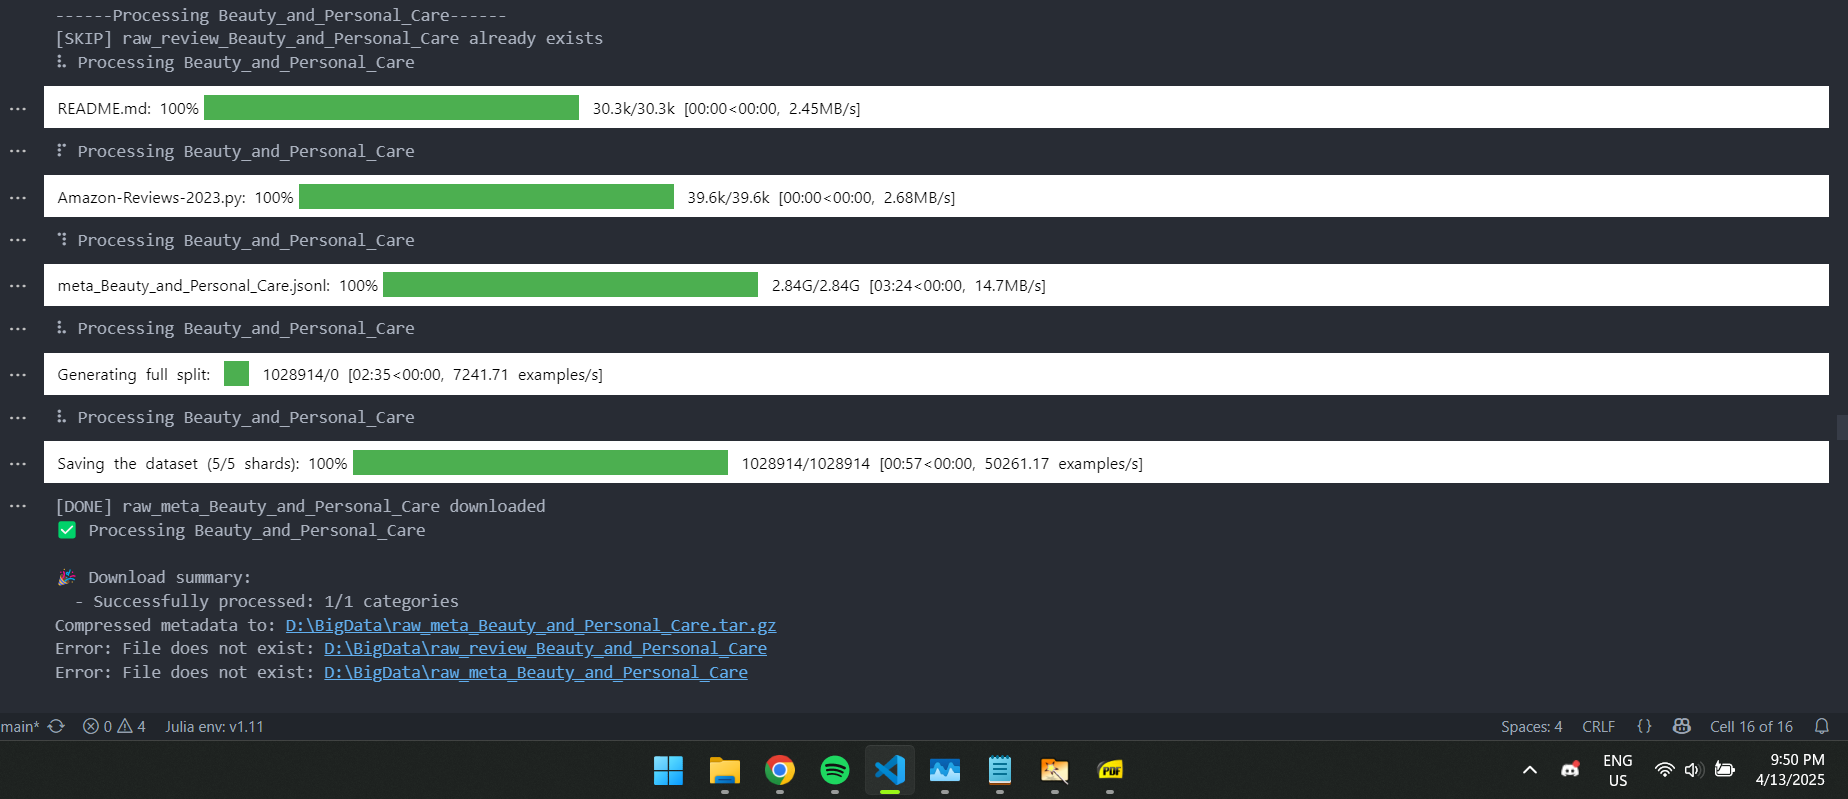 ------Processing Beauty_and_Personal_Care------
[SKIP] raw_review_Beauty_and_Personal_Care already exists
⠧ Processing Beauty_and_Personal_Care
README.md: 100% 30.3k/30.3k [00:00<00:00, 2.45MB/s]
⠏ Processing Beauty_and_Personal_Care
Amazon-Reviews-2023.py: 100% 39.6k/39.6k [00:00<00:00, 2.68MB/s]
⠹ Processing Beauty_and_Personal_Care
meta_Beauty_and_Personal_Care.jsonl: 100% 2.84G/2.84G [03:24<00:00, 14.7MB/s]
⠧ Processing Beauty_and_Personal_Care
Generating full split: 1028914/0 [02:35<00:00, 7241.71 examples/s]
⠧ Processing Beauty_and_Personal_Care
Saving the dataset (5/5 shards): 100% 1028914/1028914 [00:57<00:00, 50261.17 examples/s]
[DONE] raw_meta_Beauty_and_Personal_Care downloaded
✅ Processing Beauty_and_Personal_Care
🎉 Download summary:
- Successfully processed: 1/1 categories
Compressed metadata to: D:\BigData\raw_meta_Beauty_and_Personal_Care.tar.gz
Error: File does not exist: D:\BigData\raw_review_Beauty_and_Personal_Care
Error: File does not exist: D:\BigData\raw_meta_Beauty_and_Personal_Care
main* 0 4 Julia env: v1.11 Spaces: 4 CRLF {} Cell 16 of 16
PDF
ENG
US
9:50 PM
4/13/2025